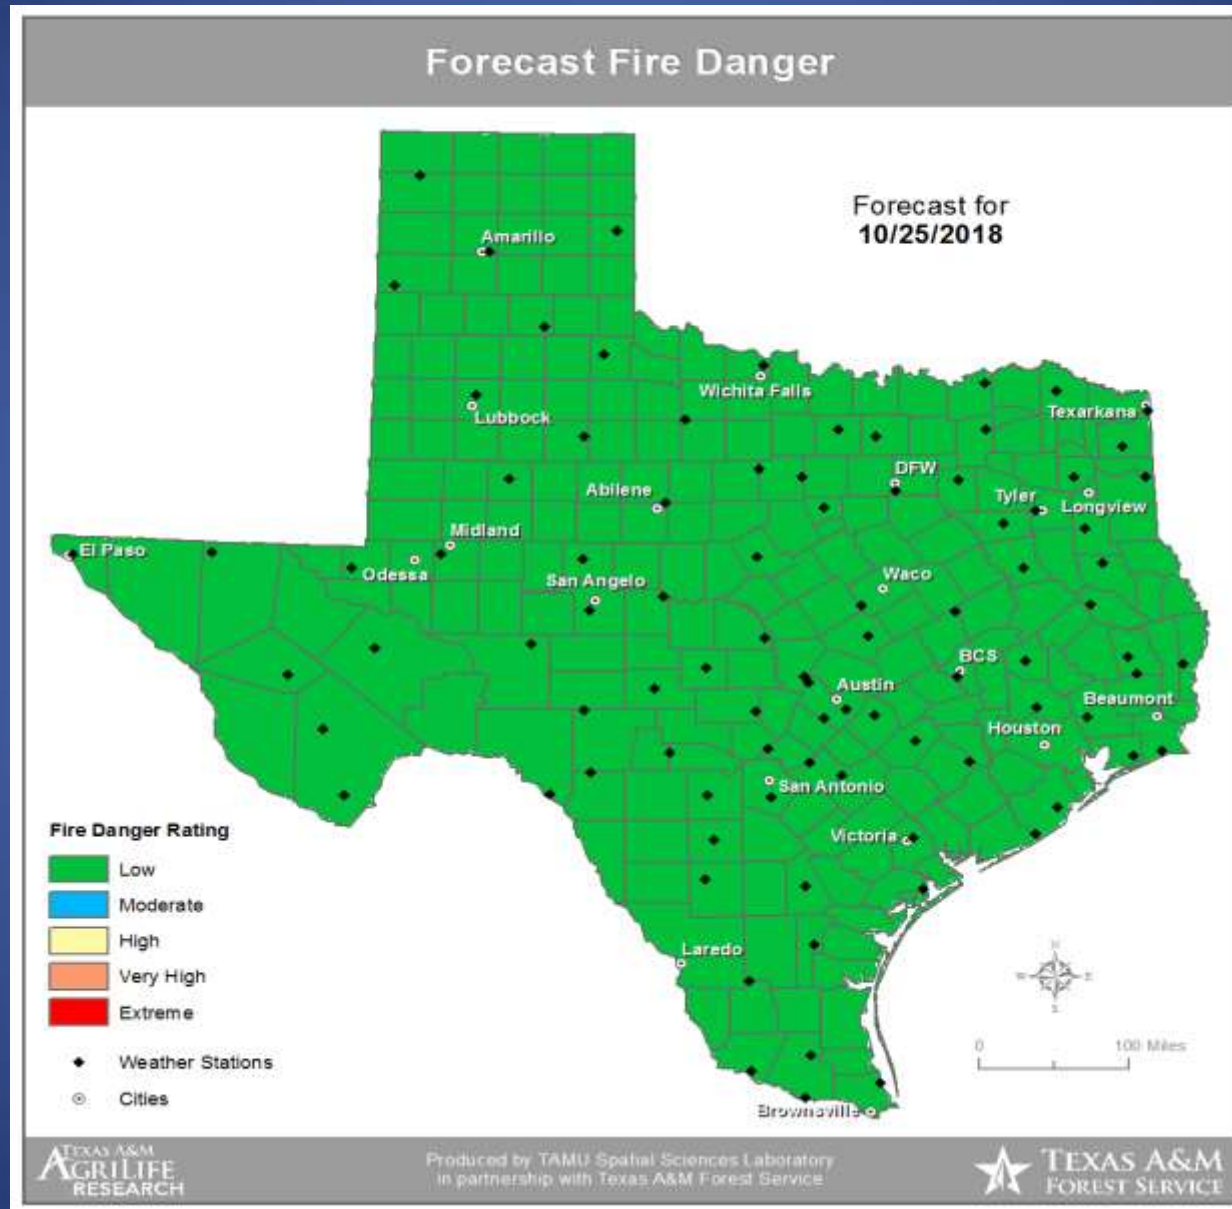 Forecast Fire Danger
Forecast for
10/25/2018
Amarillo
Wichita Falls
Lubbock
Texarkana
DFW
Abilene
Tyler
Longview
Midland
El Paso
Odessa
San Angelo
Waco
BCS
Austin
Beaumont
Houston
San Antonio
Victoria
Laredo
Brownsville
Fire Danger Rating
Low
Moderate
High
Very High
Extreme
Weather Stations
Cities
N
W E
S
0 100 Miles
TEXAS A&M
AGRILIFE
RESEARCH
Produced by TAMU Spatial Sciences Laboratory
in partnership with Texas A&M Forest Service
TEXAS A&M
FOREST SERVICE